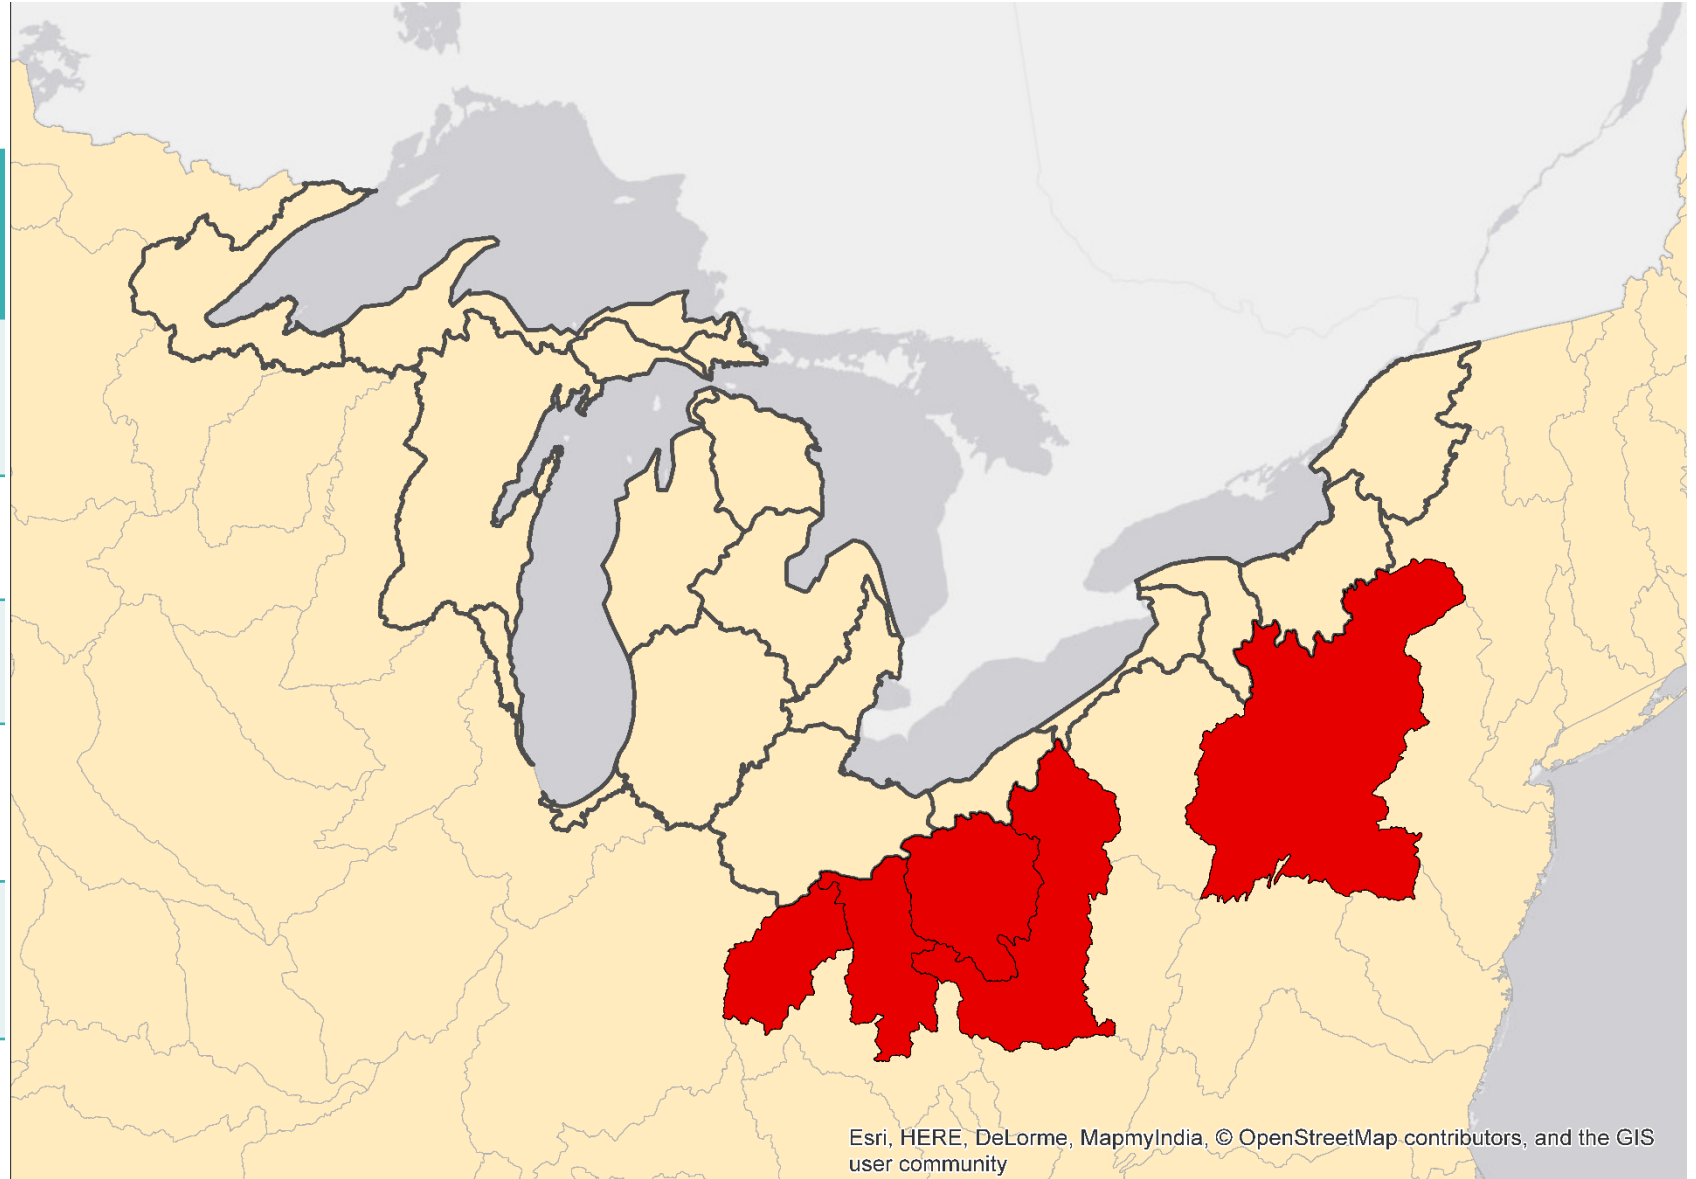 Esri, HERE, DeLorme, MapmyIndia, © OpenStreetMap contributors, and the GIS
user community